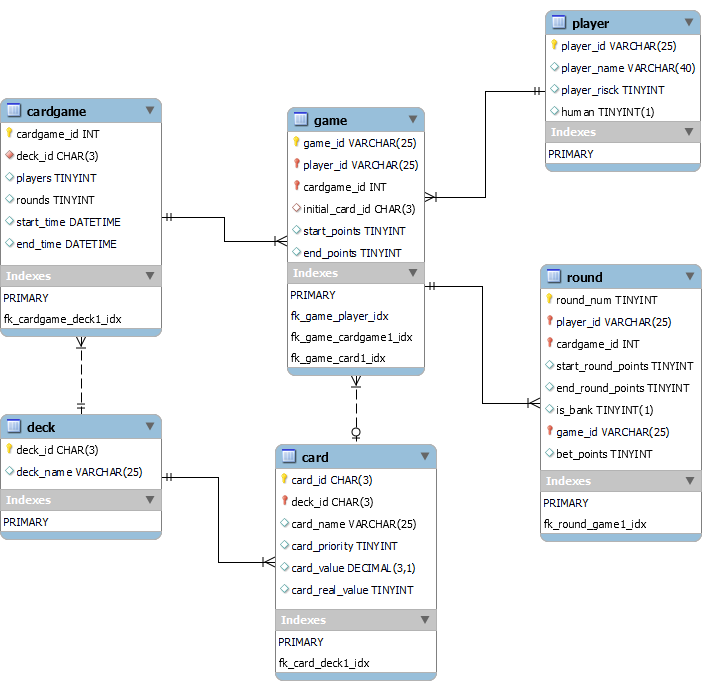 player
player_id VARCHAR(25)
player_name VARCHAR(40)
player_risck TINYINT
human TINYINT(1)
Indexes
PRIMARY
cardgame
cardgame_id INT
deck_id CHAR(3)
players TINYINT
rounds TINYINT
start_time DATETIME
end_time DATETIME
Indexes
PRIMARY
fk_cardgame_deck1_idx
game
game_id VARCHAR(25)
player_id VARCHAR(25)
cardgame_id INT
initial_card_id CHAR(3)
start_points TINYINT
end_points TINYINT
Indexes
PRIMARY
fk_game_player_idx
fk_game_cardgame1_idx
fk_game_card1_idx
round
round_num TINYINT
player_id VARCHAR(25)
cardgame_id INT
start_round_points TINYINT
end_round_points TINYINT
is_bank TINYINT(1)
game_id VARCHAR(25)
bet_points TINYINT
Indexes
PRIMARY
fk_round_game1_idx
deck
deck_id CHAR(3)
deck_name VARCHAR(25)
Indexes
PRIMARY
card
card_id CHAR(3)
deck_id CHAR(3)
card_name VARCHAR(25)
card_priority TINYINT
card_value DECIMAL(3,1)
card_real_value TINYINT
Indexes
PRIMARY
fk_card_deck1_idx